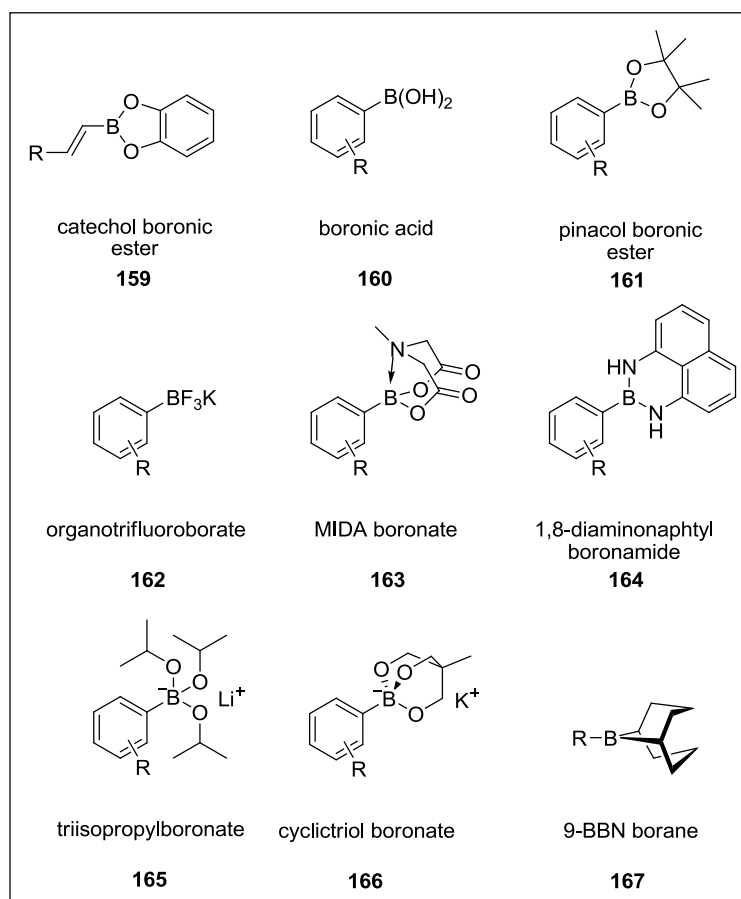 O
B
O
R
catechol boronic
ester
159
B(OH)₂
R
boronic acid
160
O
B
O
R
pinacol boronic
ester
161
BF₃K
R
organotrifluoroborate
162
N
O
B
O
O
O
R
MIDA boronate
163
HN
B
N
H
R
1,8-diaminonaphtyl
boronamide
164
O
B
−
O
Li⁺
O
R
triisopropylboronate
165
O
O
B
−
K⁺
O
R
cyclictriol boronate
166
R
B
9-BBN borane
167